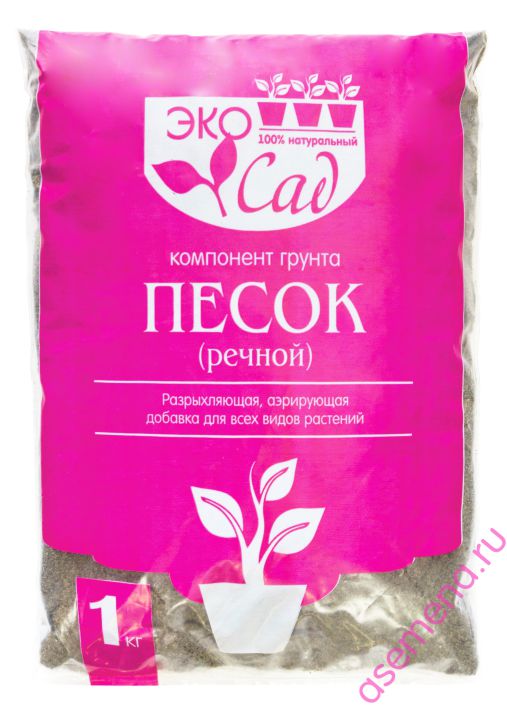 ЭКО
100% натуральный
Сад
компонент грунта
ПЕСОК
(речной)
Разрыхляющая, аэрирующая
добавка для всех видов растений
1 кг
asemena.ru